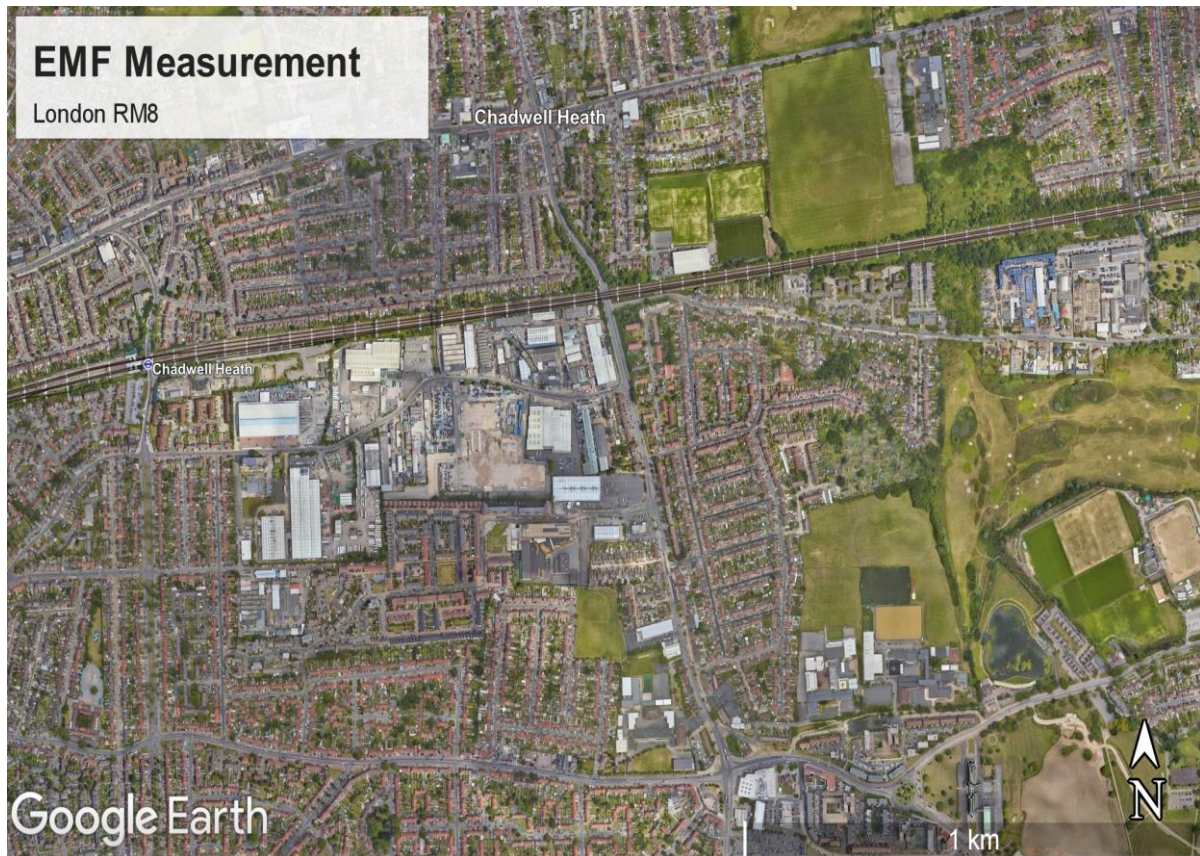 EMF Measurement
London RM8
Chadwell Heath
Chadwell Heath
Google Earth
N
1 km